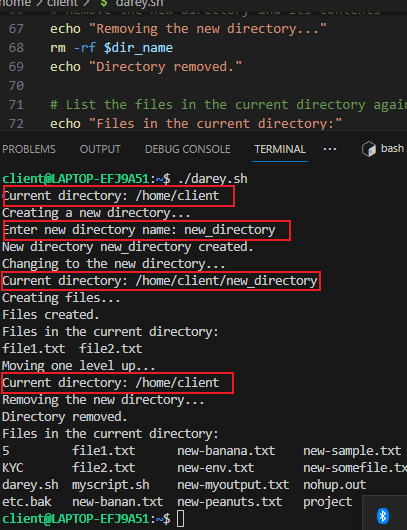 home > client > $ darey.sh
# Remove the new directory and its contents
67 echo "Removing the new directory..."
68 rm -rf $dir_name
69 echo "Directory removed."
70
71 # List the files in the current directory agai
72 echo "Files in the current directory:"
PROBLEMS OUTPUT DEBUG CONSOLE TERMINAL ... bash
client@LAPTOP-EFJ9A51:~$ ./darey.sh
Current directory: /home/client
Creating a new directory...
Enter new directory name: new_directory
New directory new_directory created.
Changing to the new directory...
Current directory: /home/client/new_directory
Creating files...
Files created.
Files in the current directory:
file1.txt file2.txt
Moving one level up...
Current directory: /home/client
Removing the new directory...
Directory removed.
Files in the current directory:
5 file1.txt new-banana.txt new-sample.txt
KYC file2.txt new-env.txt new-somefile.tx
darey.sh myscript.sh new-myoutput.txt nohup.out
etc.bak new-banan.txt new-peanuts.txt project
client@LAPTOP-EFJ9A51:~$